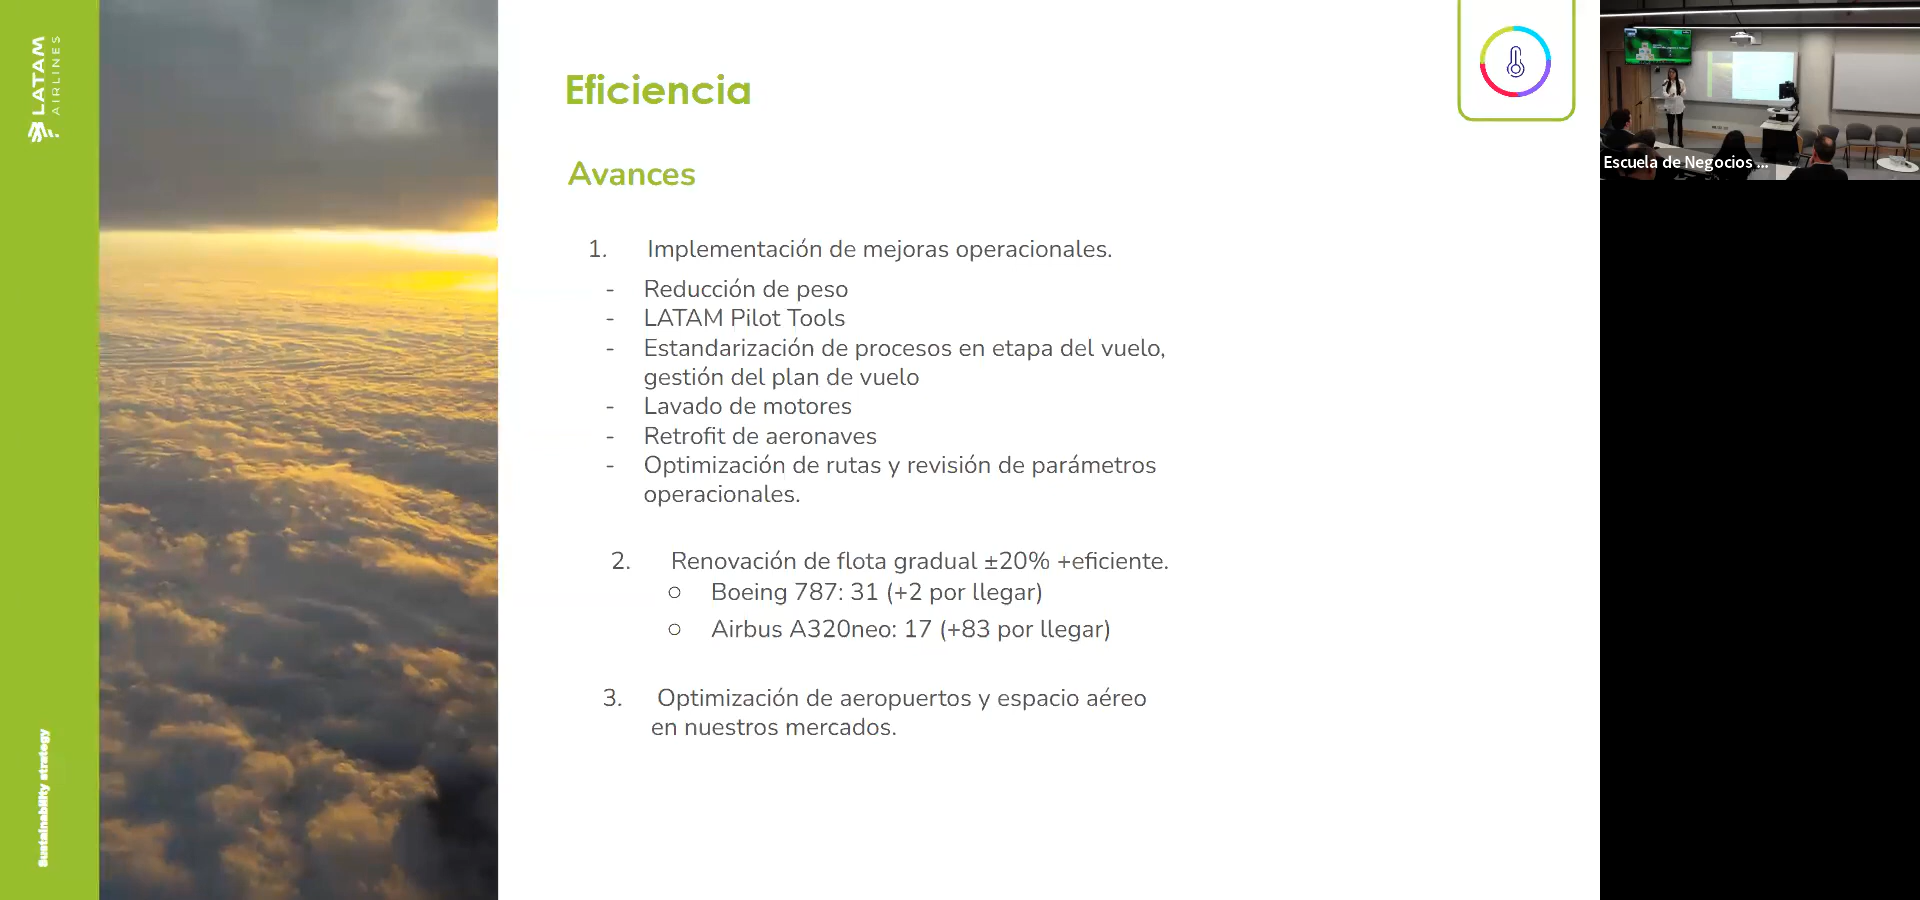 LATAM
AIRLINES
Sustainability strategy
Eficiencia
Avances
1. Implementación de mejoras operacionales.
- Reducción de peso
- LATAM Pilot Tools
- Estandarización de procesos en etapa del vuelo,
gestión del plan de vuelo
- Lavado de motores
- Retrofit de aeronaves
- Optimización de rutas y revisión de parámetros
operacionales.
2. Renovación de flota gradual ±20% +eficiente.
○ Boeing 787: 31 (+2 por llegar)
○ Airbus A320neo: 17 (+83 por llegar)
3. Optimización de aeropuertos y espacio aéreo
en nuestros mercados.
Escuela de Negocios ...